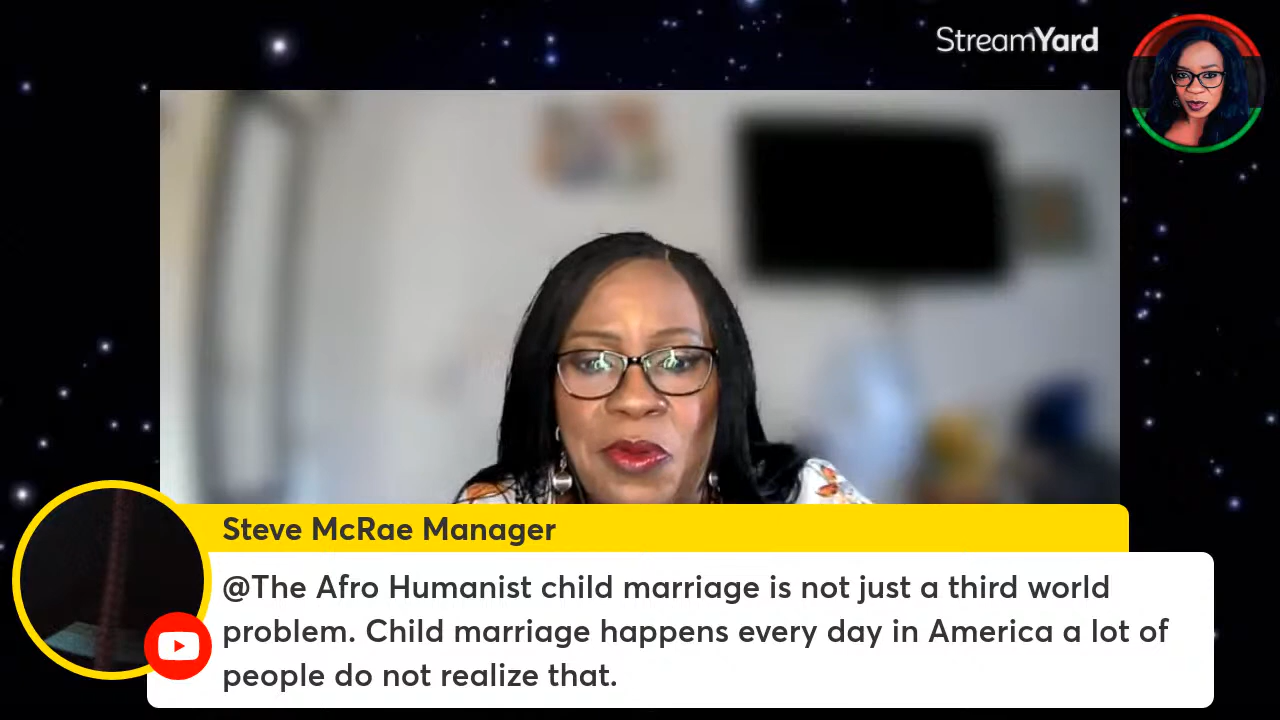 StreamYard
Steve McRae Manager
@The Afro Humanist child marriage is not just a third world
problem. Child marriage happens every day in America a lot of
people do not realize that.